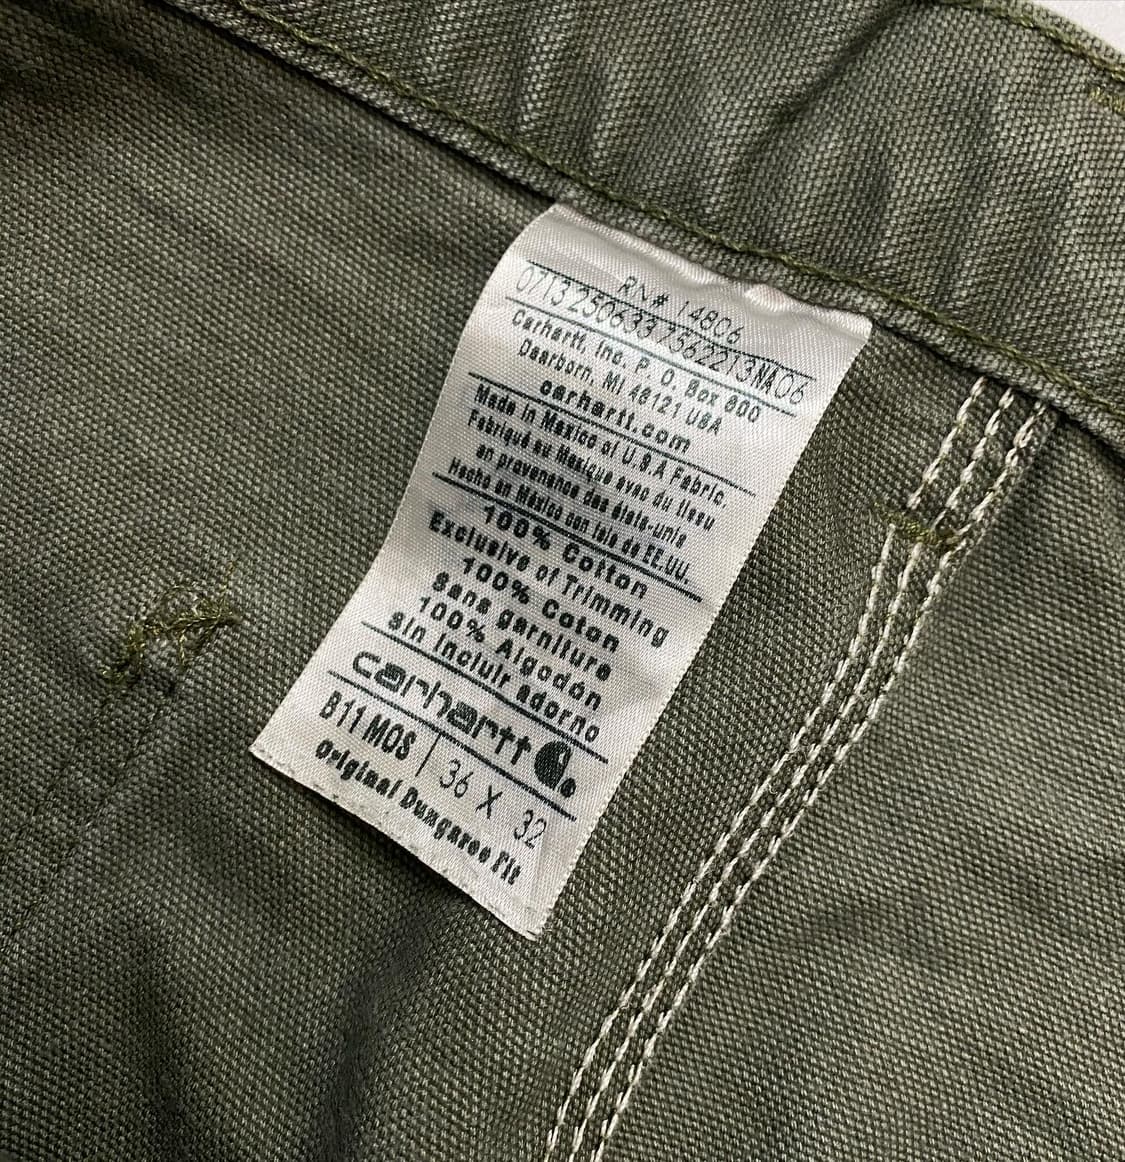 RN# 14806
0713 250633 7562213NA06
Carhartt, Inc. P. O. Box 600
Dearborn, MI 48121 USA
carhartt.com
Made in Mexico of U.S.A Fabric
Fabriqué au Mexique avec du tissu
en provenance des états-unis
Hecho en México con tela de EE.UU.
100% Cotton
Exclusive of Trimming
100% Coton
Sans garniture
100% Algodón
Sin Incluir Adorno
carhartt
B11 MOS | 36 X 32
Original Dungaree Fit